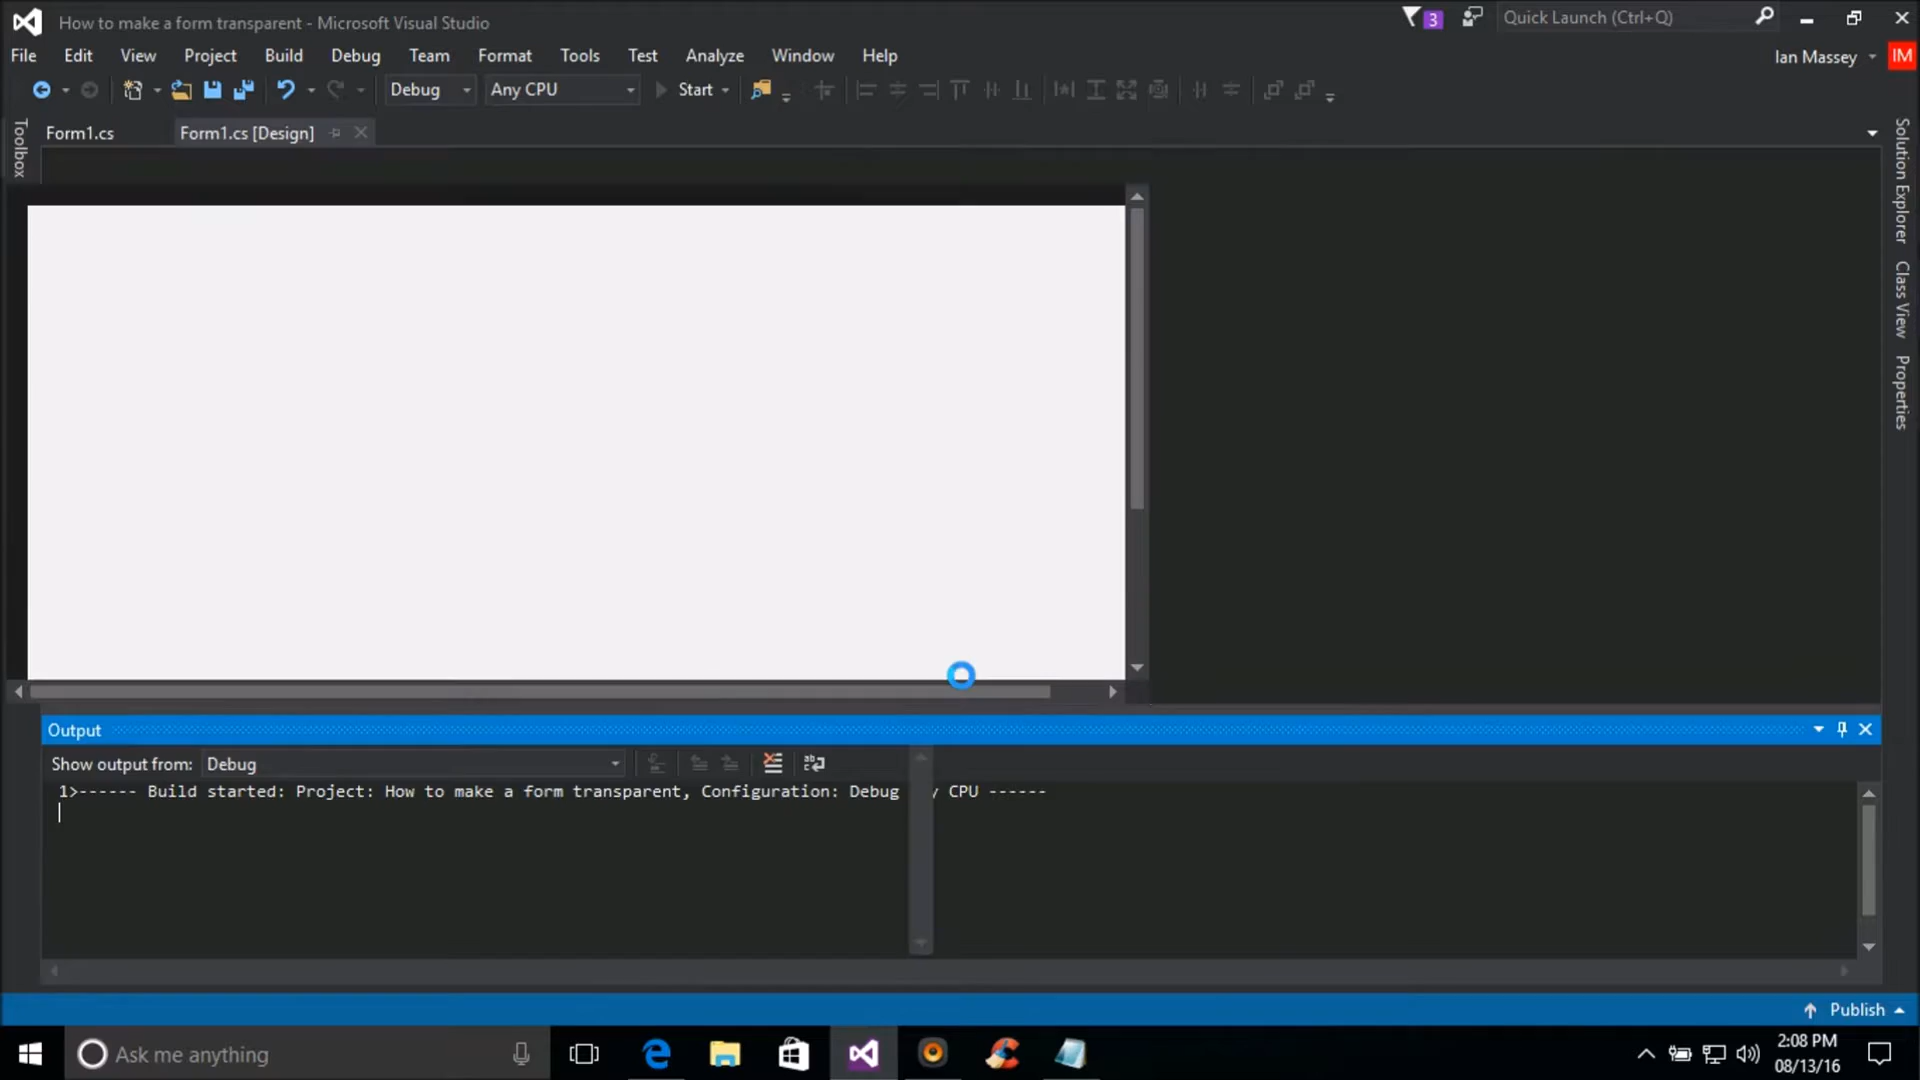 How to make a form transparent - Microsoft Visual Studio
3
Quick Launch (Ctrl+Q)
File Edit View Project Build Debug Team Format Tools Test Analyze Window Help
Ian Massey
IM
Debug
Any CPU
Start
Toolbox
Form1.cs
Form1.cs [Design]
Solution Explorer
Class View
Properties
Output
Show output from: Debug
1>------ Build started: Project: How to make a form transparent, Configuration: Debug y CPU ------
Publish
Ask me anything
2:08 PM
08/13/16